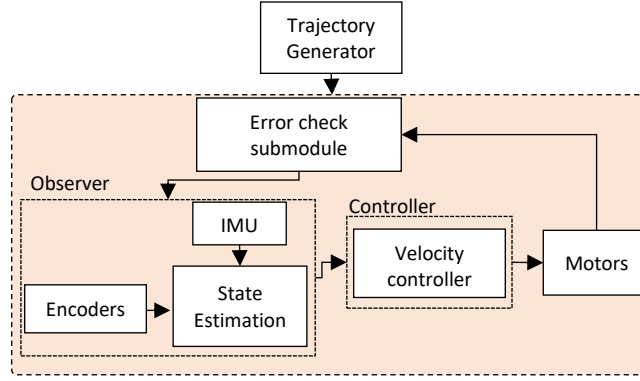 Trajectory
Generator
Error check
submodule
Observer
IMU
Controller
Velocity
controller
Motors
Encoders
State
Estimation